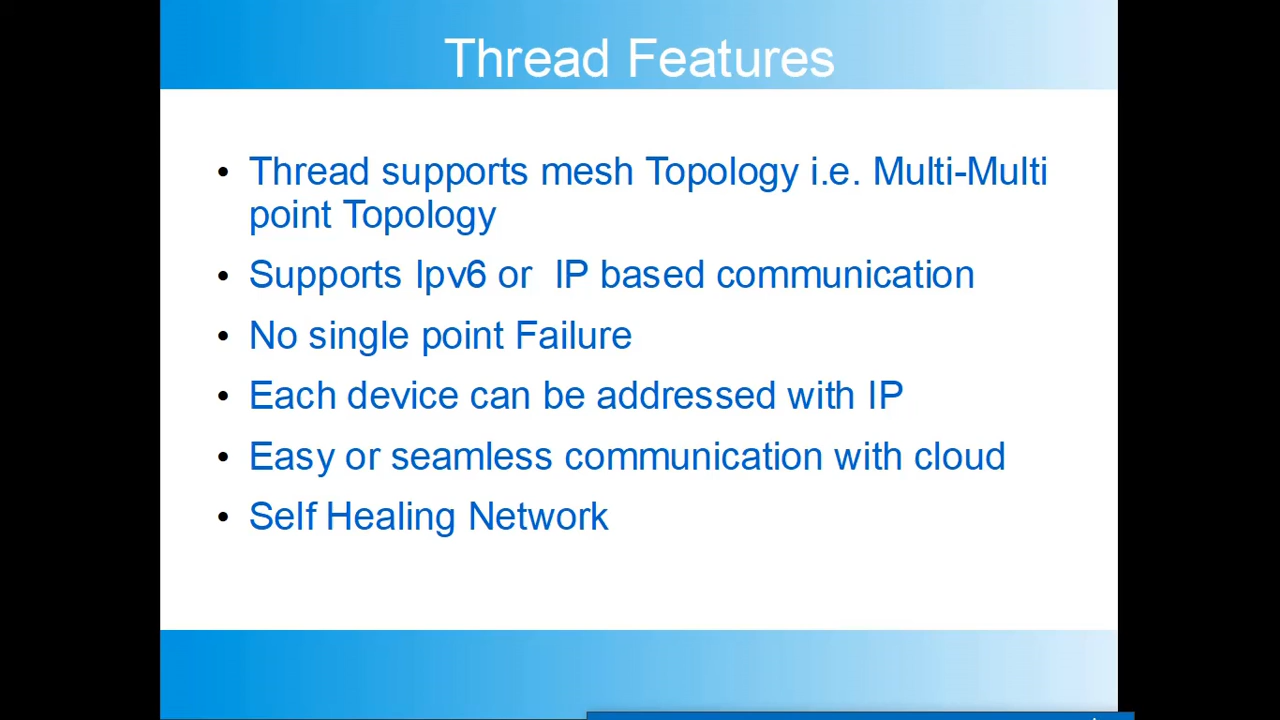 Thread Features
• Thread supports mesh Topology i.e. Multi-Multi
point Topology
• Supports Ipv6 or  IP based communication
• No single point Failure
• Each device can be addressed with IP
• Easy or seamless communication with cloud
• Self Healing Network